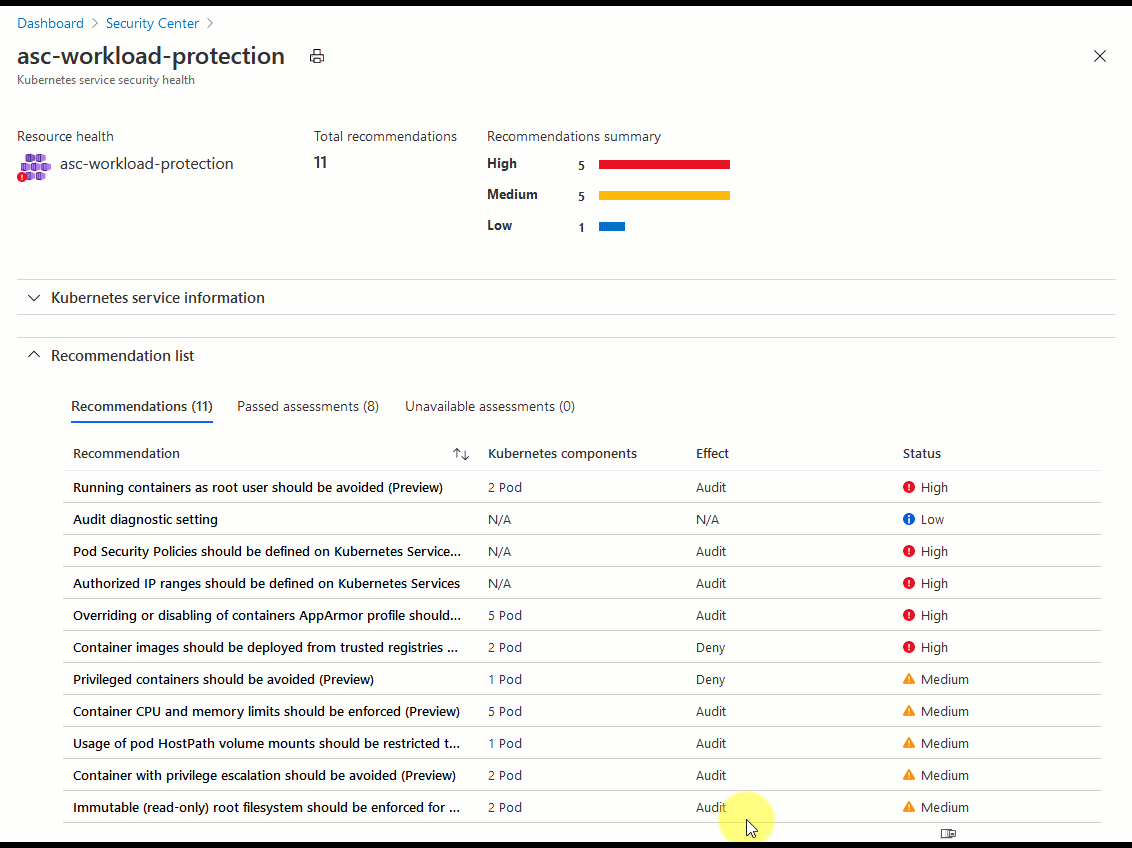 Dashboard > Security Center >
asc-workload-protection
Kubernetes service security health
Resource health
asc-workload-protection
Total recommendations
11
Recommendations summary
High 5
Medium 5
Low 1
Kubernetes service information
Recommendation list
Recommendations (11) Passed assessments (8) Unavailable assessments (0)
Recommendation Kubernetes components Effect Status
Running containers as root user should be avoided (Preview) 2 Pod Audit High
Audit diagnostic setting N/A N/A Low
Pod Security Policies should be defined on Kubernetes Service... N/A Audit High
Authorized IP ranges should be defined on Kubernetes Services N/A Audit High
Overriding or disabling of containers AppArmor profile should... 5 Pod Audit High
Container images should be deployed from trusted registries ... 2 Pod Deny High
Privileged containers should be avoided (Preview) 1 Pod Deny Medium
Container CPU and memory limits should be enforced (Preview) 5 Pod Audit Medium
Usage of pod HostPath volume mounts should be restricted t... 1 Pod Audit Medium
Container with privilege escalation should be avoided (Preview) 2 Pod Audit Medium
Immutable (read-only) root filesystem should be enforced for ... 2 Pod Audit Medium